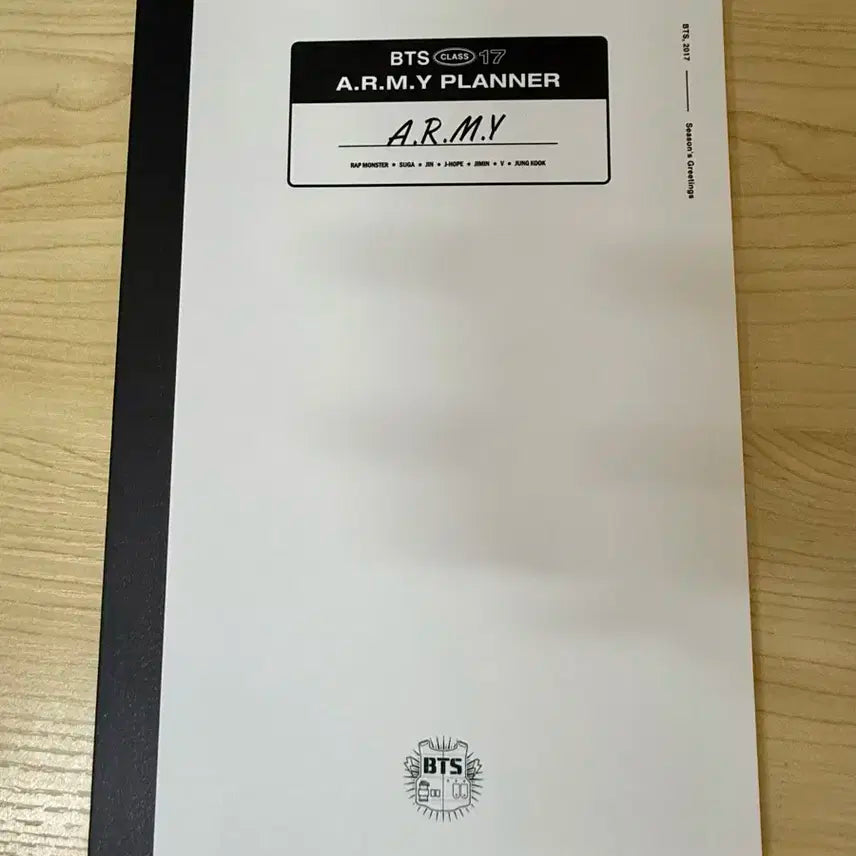 BTS CLASS 17
A.R.M.Y PLANNER
A.R.M.Y
RAP MONSTER • SUGA • JIN • J-HOPE • JIMIN • V • JUNG KOOK
BTS, 2017 — Season's Greetings
BTS